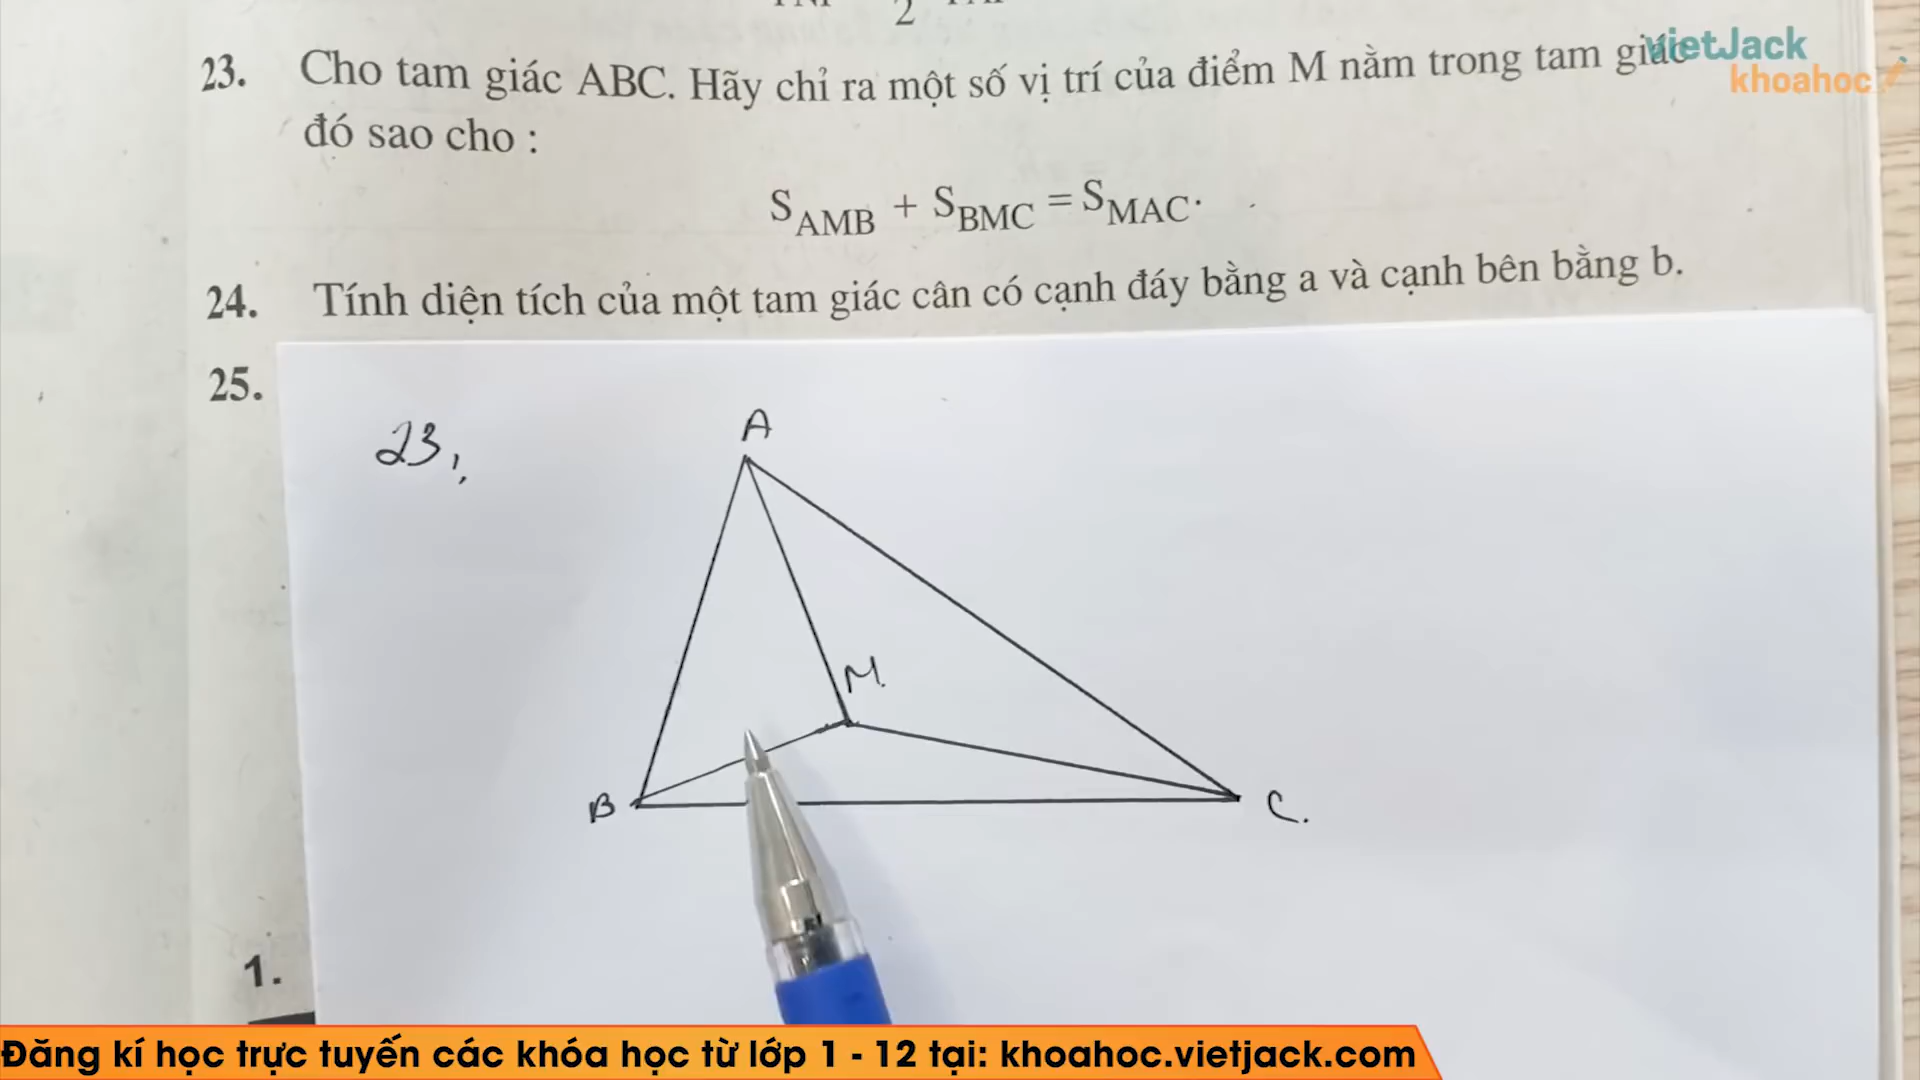 2
vietJack
khoahoc
23. Cho tam giác ABC. Hãy chỉ ra một số vị trí của điểm M nằm trong tam giác
đó sao cho :
S_AMB + S_BMC = S_MAC.
24. Tính diện tích của một tam giác cân có cạnh đáy bằng a và cạnh bên bằng b.
25.
23,
A
M.
B
C.
1.
Đăng kí học trực tuyến các khóa học từ lớp 1 - 12 tại: khoahoc.vietjack.com